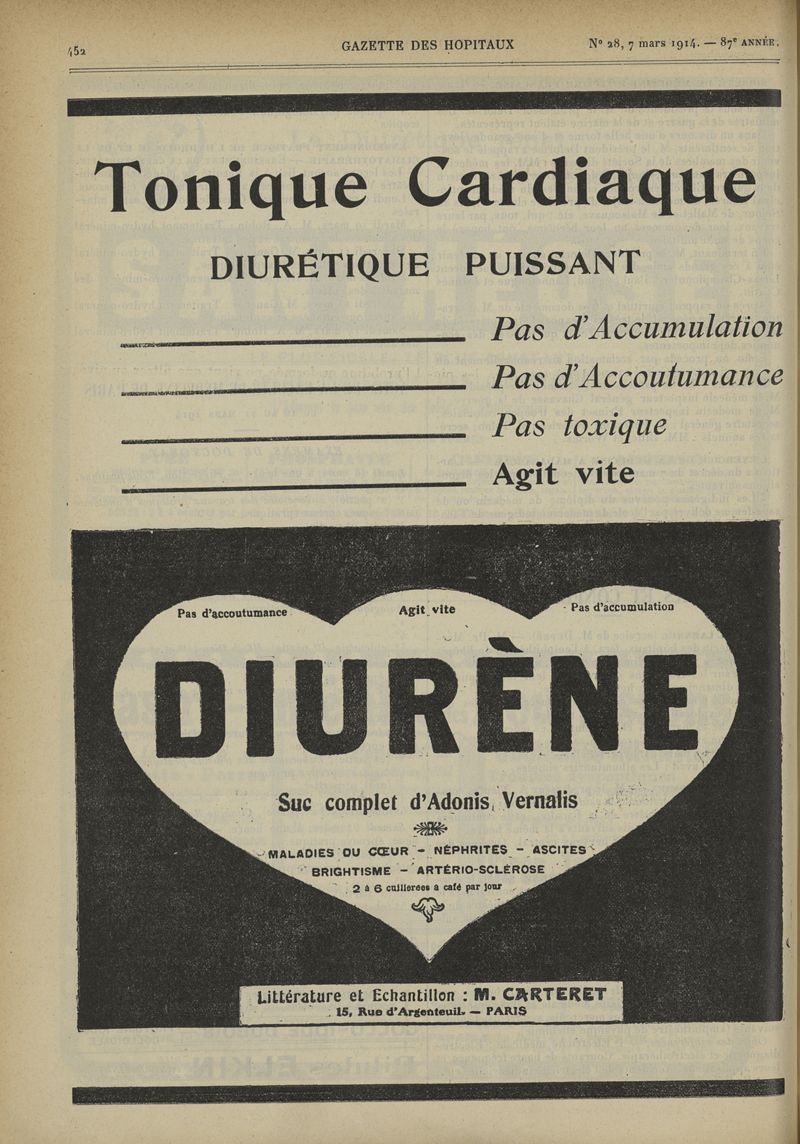 452
GAZETTE DES HOPITAUX
N° 28, 7 mars 1914. — 87e ANNÉE.
Tonique Cardiaque
DIURÉTIQUE PUISSANT
Pas d'Accumulation
Pas d'Accoutumance
Pas toxique
Agit vite
Pas d'accoutumance
Agit vite
Pas d'accumulation
DIURÈNE
Suc complet d'Adonis Vernalis
MALADIES DU CŒUR - NÉPHRITES - ASCITES
BRIGHTISME - ARTÉRIO-SCLÉROSE
2 à 6 cuillerées à café par jour
Littérature et Echantillon : M. CARTERET
15, Rue d'Argenteuil. — PARIS